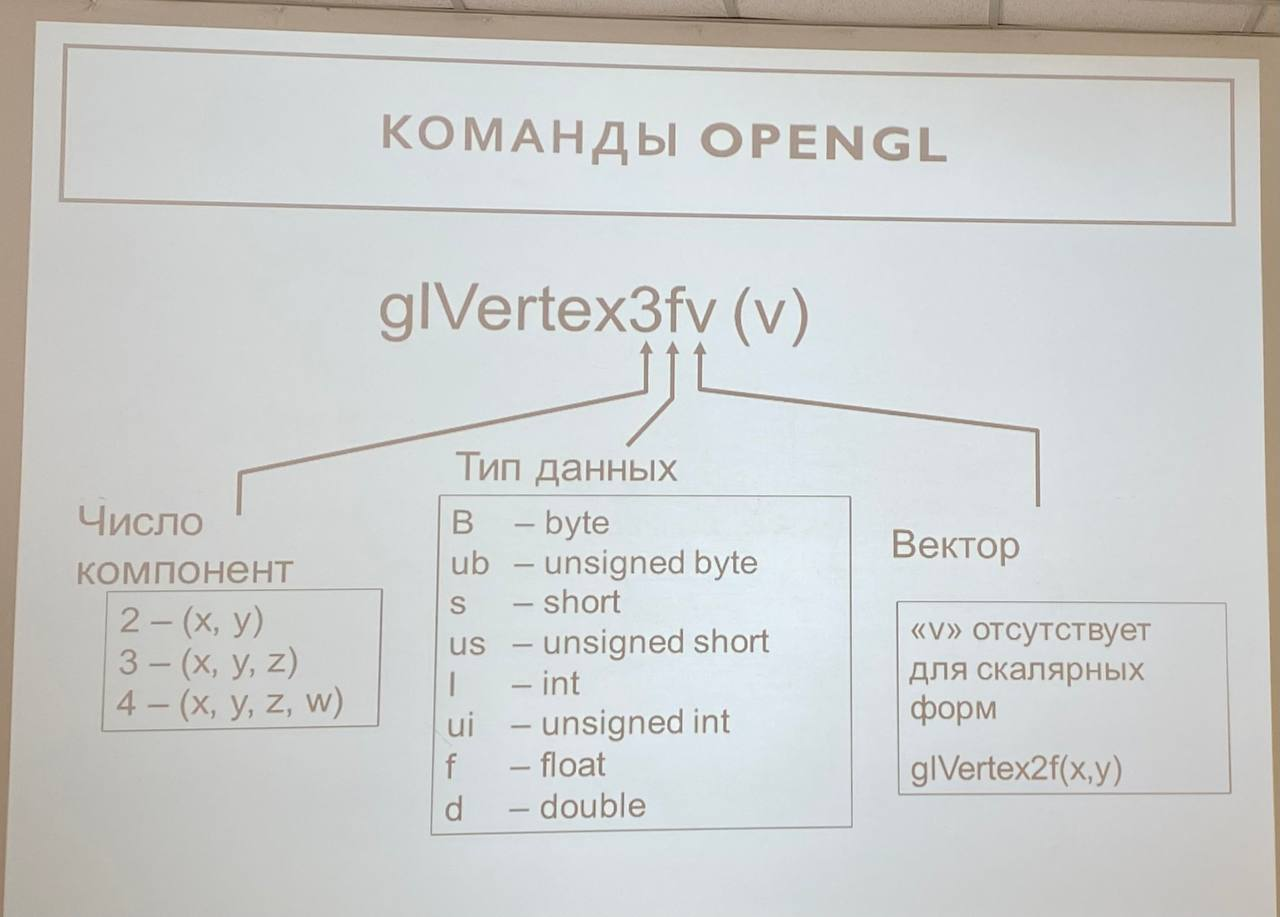 КОМАНДЫ OPENGL
glVertex3fv (v)
Число
компонент
2 – (x, y)
3 – (x, y, z)
4 – (x, y, z, w)
Тип данных
B – byte
ub – unsigned byte
s – short
us – unsigned short
I – int
ui – unsigned int
f – float
d – double
Вектор
«v» отсутствует
для скалярных
форм
glVertex2f(x,y)